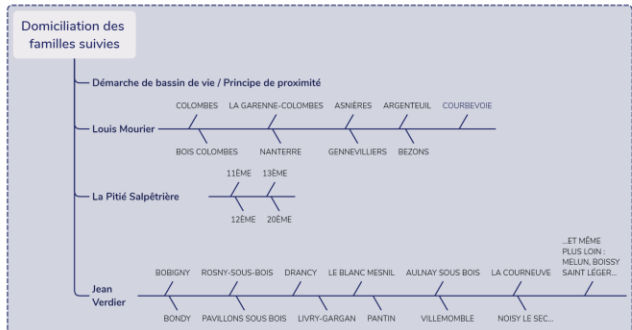 Domiciliation des
familles suivies
Démarche de bassin de vie / Principe de proximité
COLOMBES LA GARENNE-COLOMBES ASNIÈRES ARGENTEUIL COURBEVOIE
Louis Mourier
BOIS COLOMBES NANTERRE GENNEVILLIERS BEZONS
11ÈME 13ÈME
La Pitié Salpêtrière
12ÈME 20ÈME
...ET MÊME
PLUS LOIN :
MELUN, BOISSY
SAINT LÉGER...
BOBIGNY ROSNY-SOUS-BOIS DRANCY LE BLANC MESNIL AULNAY SOUS BOIS LA COURNEUVE
Jean
Verdier
BONDY PAVILLONS SOUS BOIS LIVRY-GARGAN PANTIN VILLEMOMBLE NOISY LE SEC...